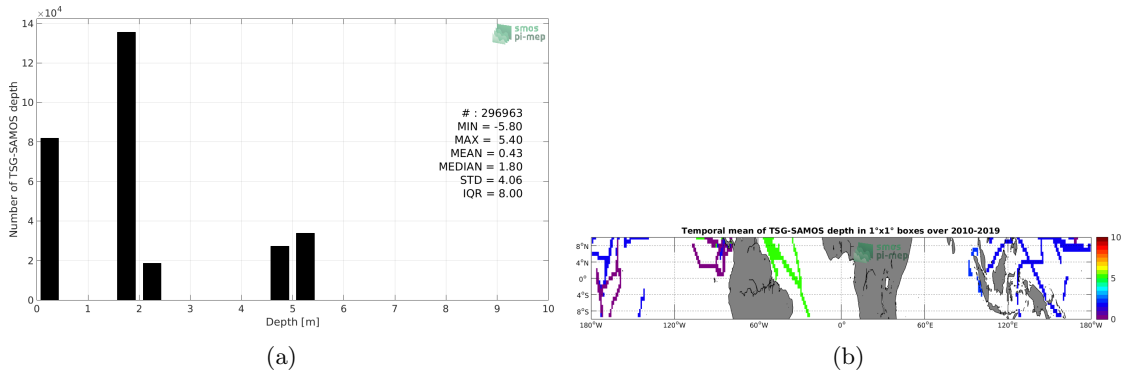 ×10⁴
14
12
10
8
6
4
2
0
Number of TSG-SAMOS depth
smos
pi-mep
# : 296963
MIN = -5.80
MAX = 5.40
MEAN = 0.43
MEDIAN = 1.80
STD = 4.06
IQR = 8.00
0 1 2 3 4 5 6 7 8 9 10
Depth [m]
(a)
Temporal mean of TSG-SAMOS depth in 1°x1° boxes over 2010-2019
8°N
4°N
0°
4°S
8°S
smos
pi-mep
10
5
0
180°W 120°W 60°W 0° 60°E 120°E 180°W
(b)